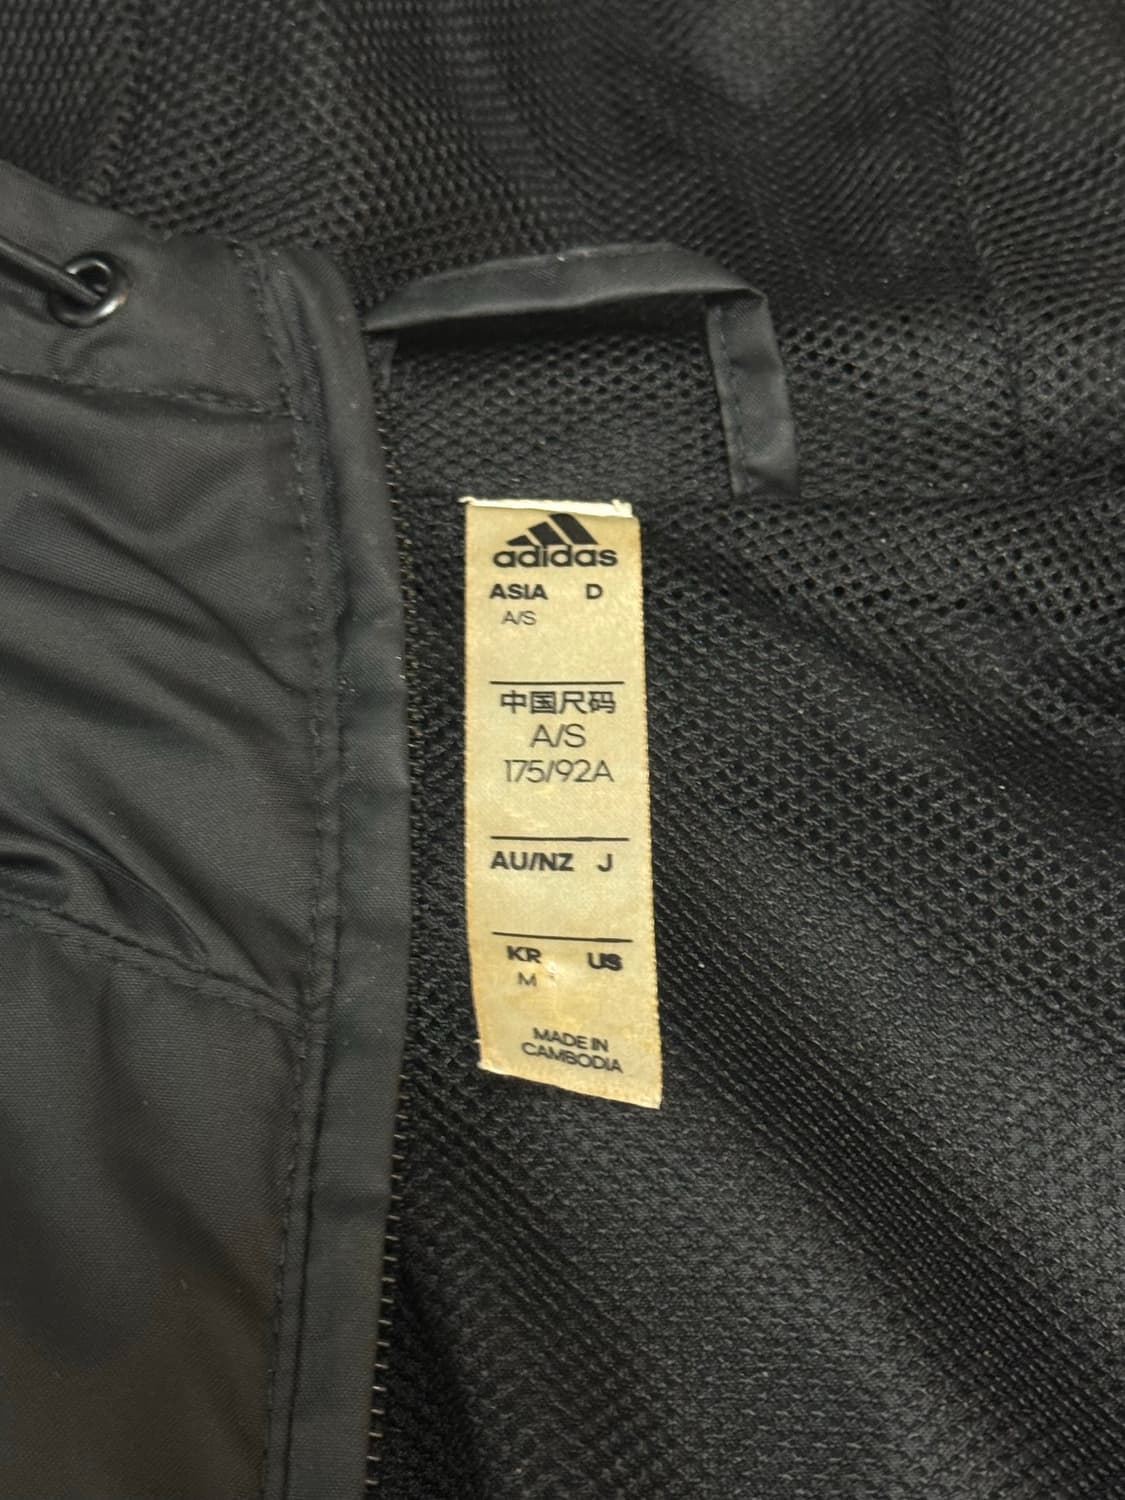 adidas
ASIA D
A/S
中国尺码
A/S
175/92A
AU/NZ J
KR US
M
MADE IN
CAMBODIA